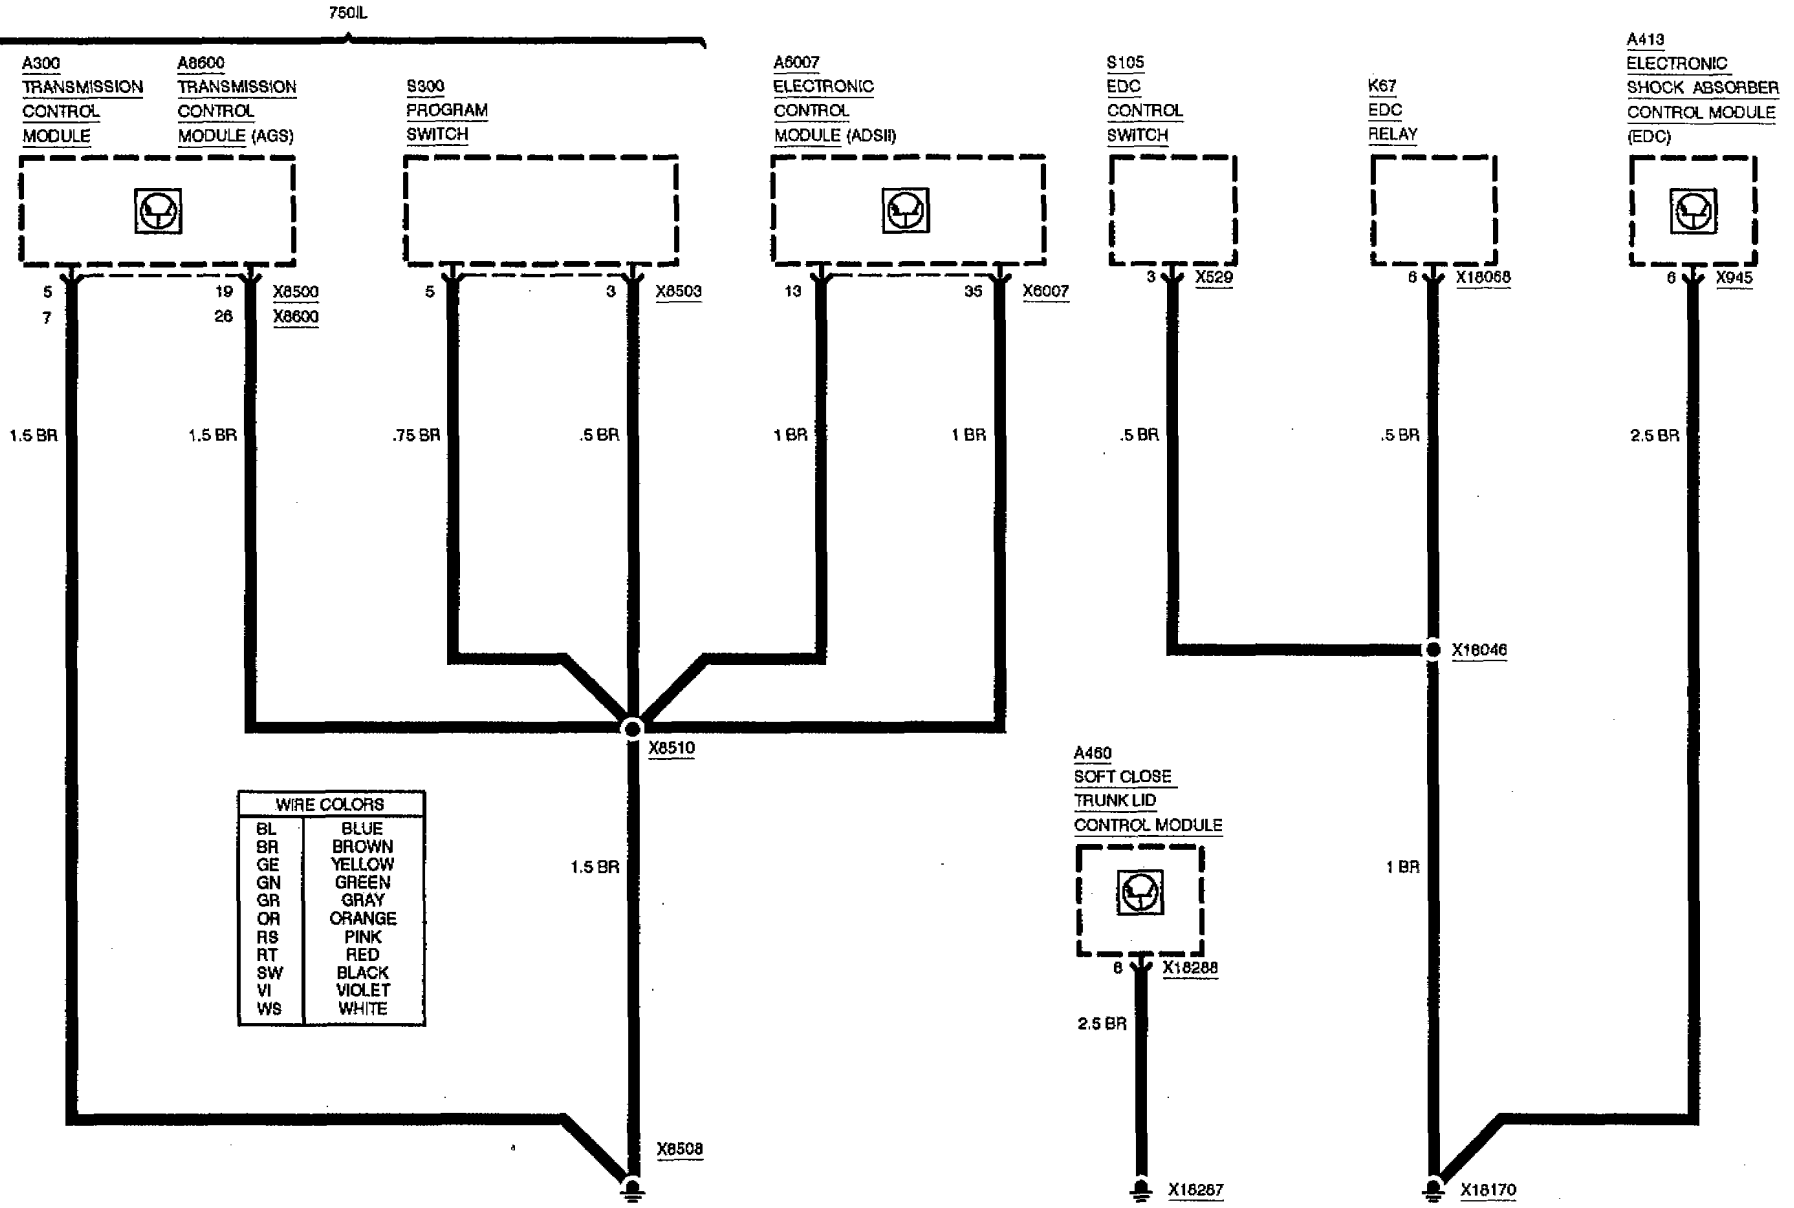 750iL
A300
TRANSMISSION
CONTROL
MODULE
A8600
TRANSMISSION
CONTROL
MODULE (AGS)
S300
PROGRAM
SWITCH
A6007
ELECTRONIC
CONTROL
MODULE (ADSII)
S105
EDC
CONTROL
SWITCH
K67
EDC
RELAY
A413
ELECTRONIC
SHOCK ABSORBER
CONTROL MODULE
(EDC)
5
19
X8500
7
26
X8600
5
3
X8503
13
35
X6007
3
X529
6
X18068
6
X945
1.5 BR
1.5 BR
.75 BR
.5 BR
1 BR
1 BR
.5 BR
.5 BR
2.5 BR
X18046
X8510
A460
SOFT CLOSE
TRUNK LID
CONTROL MODULE
WIRE COLORS
BL BLUE
BR BROWN
GE YELLOW
GN GREEN
GR GRAY
OR ORANGE
RS PINK
RT RED
SW BLACK
VI VIOLET
WS WHITE
1.5 BR
1 BR
X18288
2.5 BR
X8508
X18287
X18170